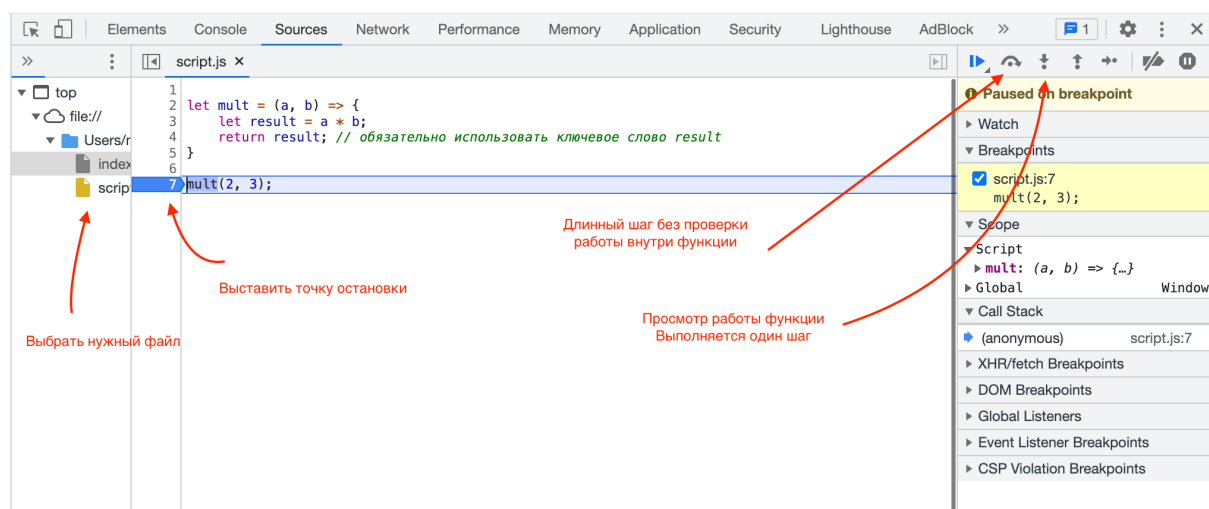 Elements Console Sources Network Performance Memory Application Security Lighthouse AdBlock » 1
» script.js ×
top
file://
Users/r
index
scrip
1
2 let mult = (a, b) => {
3 let result = a * b;
4 return result; // обязательно использовать ключевое слово result
5 }
6
7 mult(2, 3);
Выбрать нужный файл
Выставить точку остановки
Длинный шаг без проверки
работы внутри функции
Просмотр работы функции
Выполняется один шаг
Paused on breakpoint
Watch
Breakpoints
script.js:7
mult(2, 3);
Scope
Script
mult: (a, b) => {…}
Global Window
Call Stack
(anonymous) script.js:7
XHR/fetch Breakpoints
DOM Breakpoints
Global Listeners
Event Listener Breakpoints
CSP Violation Breakpoints